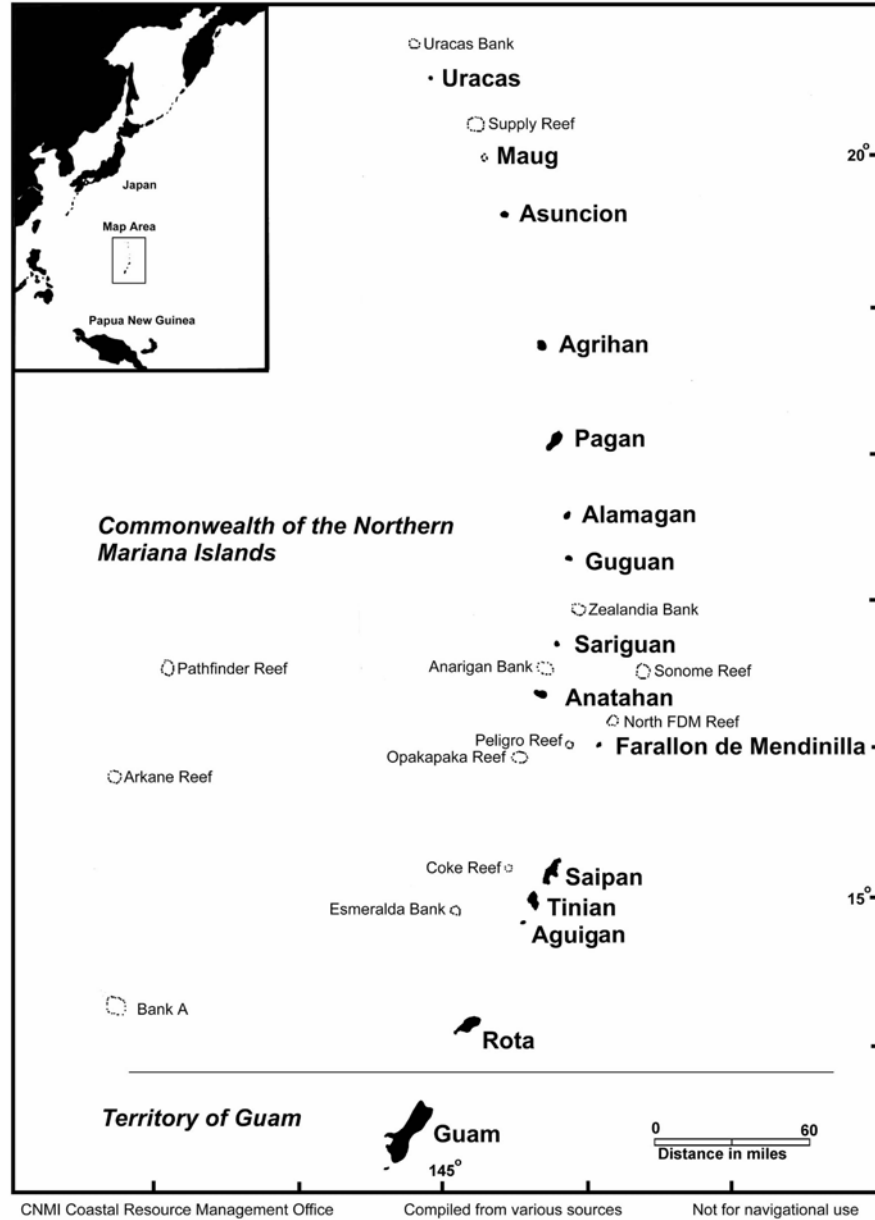 Uracas Bank
Uracas
Supply Reef
Maug
20°
Japan
Asuncion
Map Area
Papua New Guinea
Agrihan
Pagan
Alamagan
Commonwealth of the Northern
Mariana Islands
Guguan
Zealandia Bank
Sariguan
Pathfinder Reef
Anarigan Bank
Sonome Reef
Anatahan
North FDM Reef
Peligro Reef
Farallon de Mendinilla
Opakapaka Reef
Arkane Reef
Coke Reef
Saipan
15°
Tinian
Esmeralda Bank
Aguigan
Bank A
Rota
Territory of Guam
Guam
0 60
Distance in miles
145°
CNMI Coastal Resource Management Office
Compiled from various sources
Not for navigational use